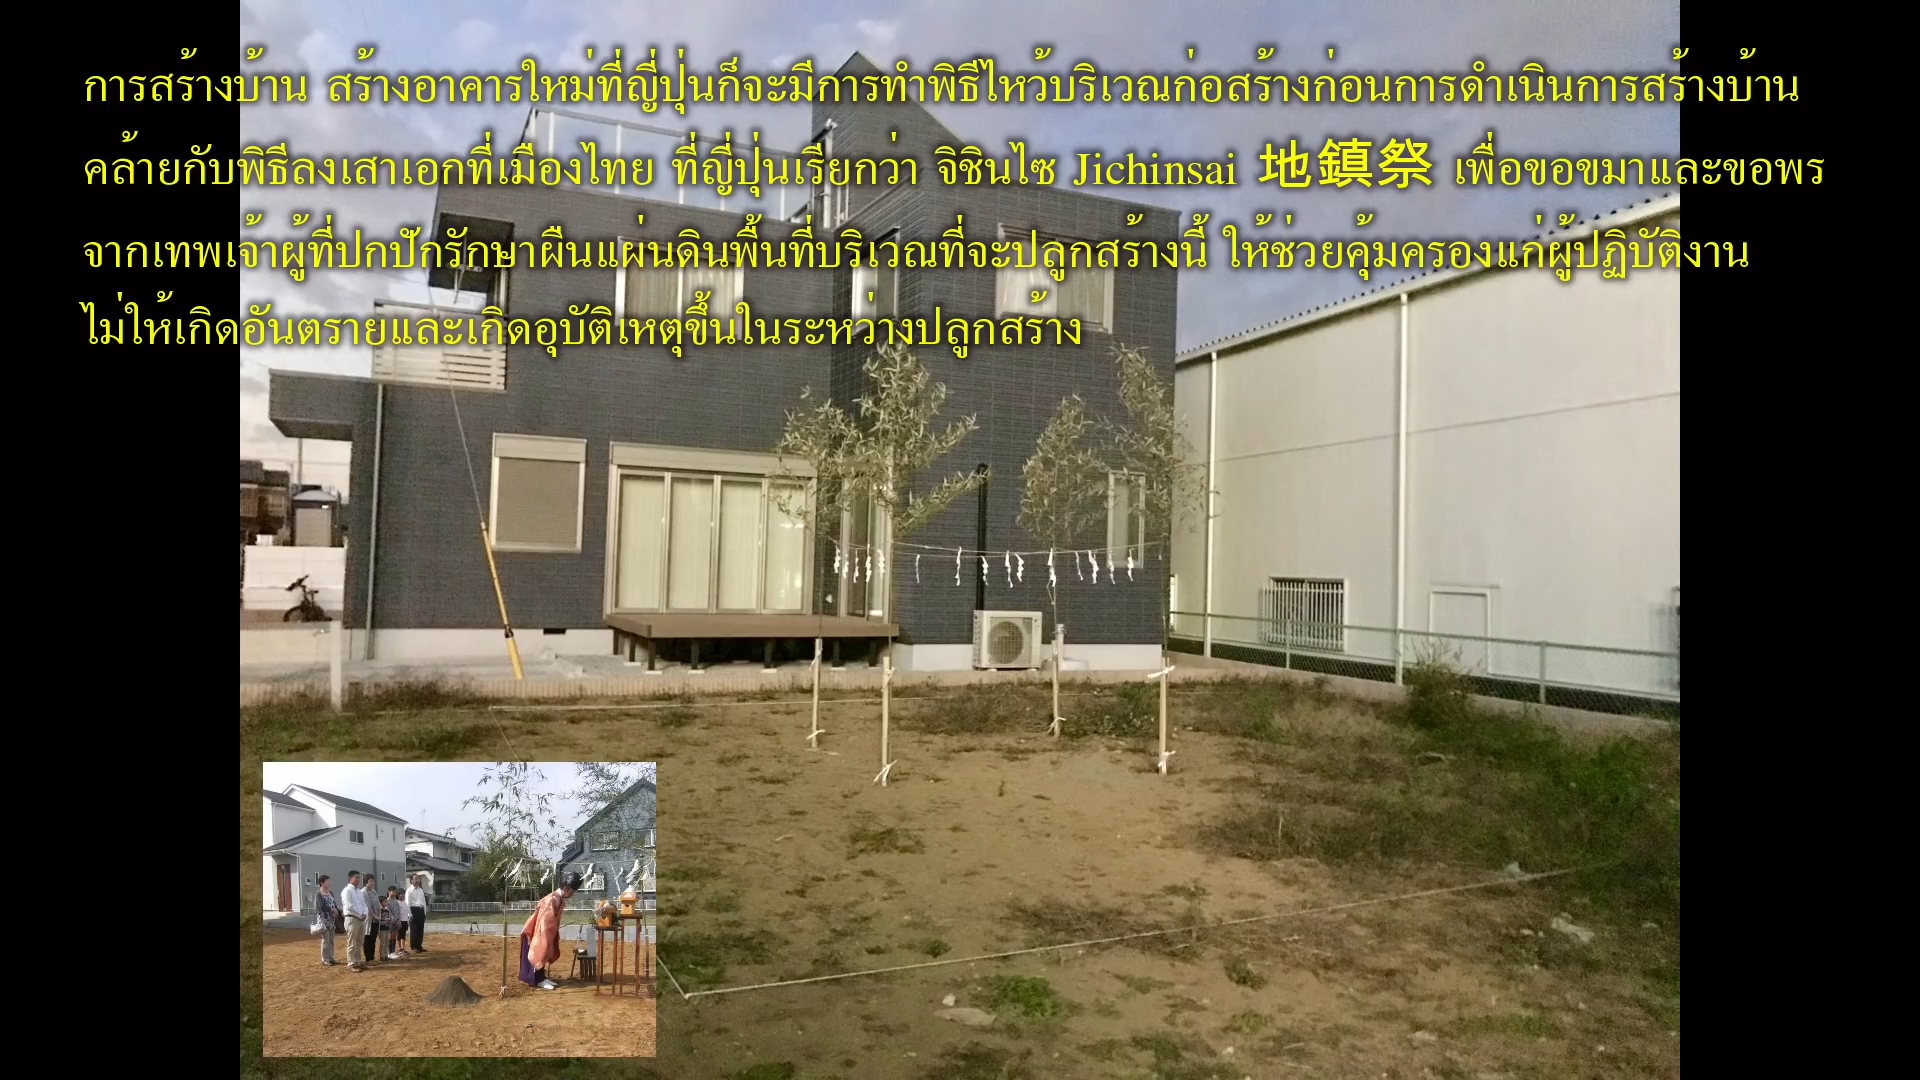 การสร้างบ้าน สร้างอาคารใหม่ที่ญี่ปุ่นก็จะมีการทำพิธีไหว้บริเวณก่อสร้างก่อนการดำเนินการสร้างบ้าน
คล้ายกับพิธีลงเสาเอกที่เมืองไทย ที่ญี่ปุ่นเรียกว่า จิชินไซ Jichinsai 地鎮祭 เพื่อขอขมาและขอพร
จากเทพเจ้าผู้ที่ปกปักรักษาผืนแผ่นดินพื้นที่บริเวณที่จะปลูกสร้างนี้ ให้ช่วยคุ้มครองแก่ผู้ปฏิบัติงาน
ไม่ให้เกิดอันตรายและเกิดอุบัติเหตุขึ้นในระหว่างปลูกสร้าง